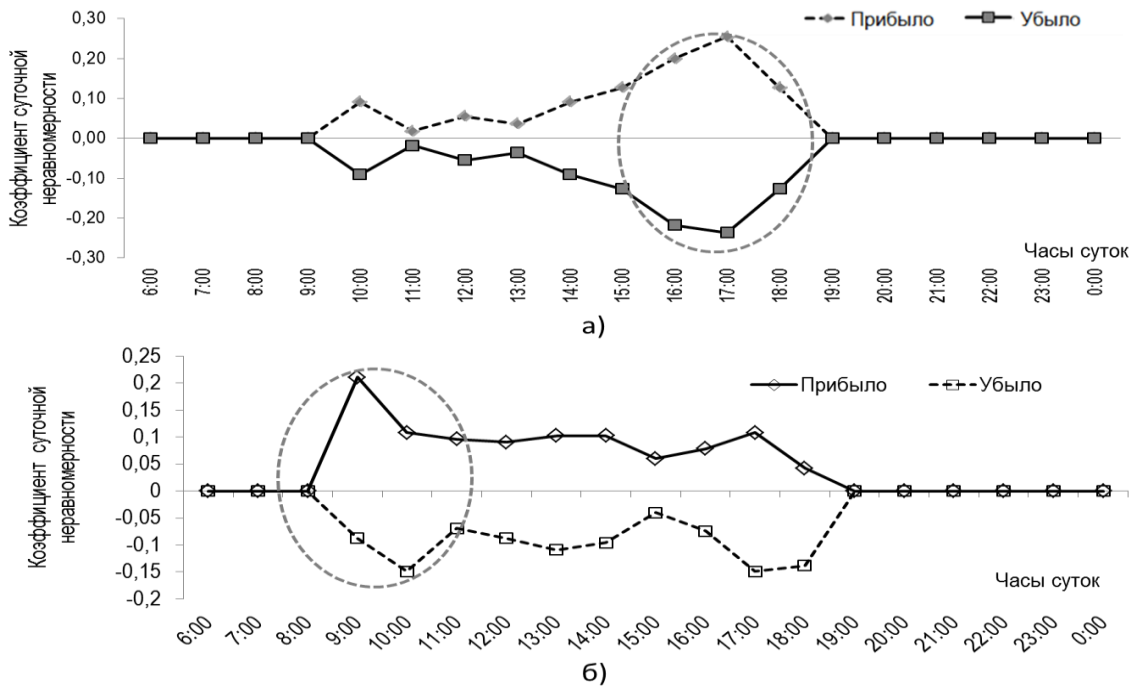 Прибыло Убыло
Коэффициент суточной
неравномерности
0,30
0,20
0,10
0,00
-0,10
-0,20
-0,30
Часы суток
6:00 7:00 8:00 9:00 10:00 11:00 12:00 13:00 14:00 15:00 16:00 17:00 18:00 19:00 20:00 21:00 22:00 23:00 0:00
а)
Прибыло Убыло
Коэффициент суточной
неравномерности
0,25
0,2
0,15
0,1
0,05
0
-0,05
-0,1
-0,15
-0,2
Часы суток
6:00 7:00 8:00 9:00 10:00 11:00 12:00 13:00 14:00 15:00 16:00 17:00 18:00 19:00 20:00 21:00 22:00 23:00 0:00
б)